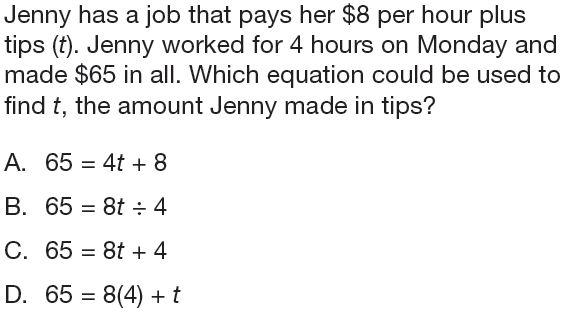 Jenny has a job that pays her $8 per hour plus
tips (t). Jenny worked for 4 hours on Monday and
made $65 in all. Which equation could be used to
find t, the amount Jenny made in tips?
A. 65 = 4t + 8
B. 65 = 8t ÷ 4
C. 65 = 8t + 4
D. 65 = 8(4) + t